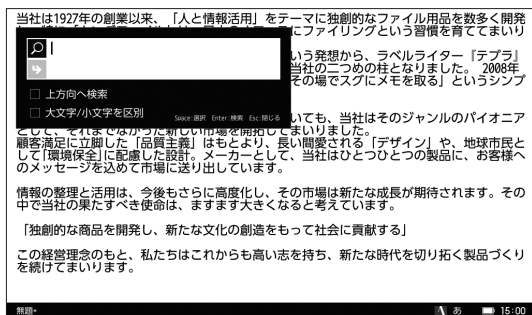 当社は1927年の創業以来、「人と情報活用」をテーマに独創的なファイル用品を数多く開発
にファイリングという習慣を育ててまいり
いう発想から、ラベルライター『テプラ』
当社の二つめの柱となりました。 2008年
その場でスグにメモを取る」というシンプ
上方向へ検索
大文字/小文字を区別
Space:選択 Enter:検索 Esc:閉じる
いても、当社はそのジャンルのパイオニア
として、それまでなかった新しい市場を開拓してまいりました。
顧客満足に立脚した「品質主義」はもとより、長い間愛される「デザイン」や、地球市民と
して「環境保全」に配慮した設計。メーカーとして、当社はひとつひとつの製品に、お客様へ
のメッセージを込めて市場に送り出しています。
情報の整理と活用は、今後もさらに高度化し、その市場は新たな成長が期待されます。その
中で当社の果たすべき使命は、ますます大きくなると考えています。
「独創的な商品を開発し、新たな文化の創造をもって社会に貢献する」
この経営理念のもと、私たちはこれからも高い志を持ち、新たな時代を切り拓く製品づくり
を続けてまいります。
無題* A あ 15:00